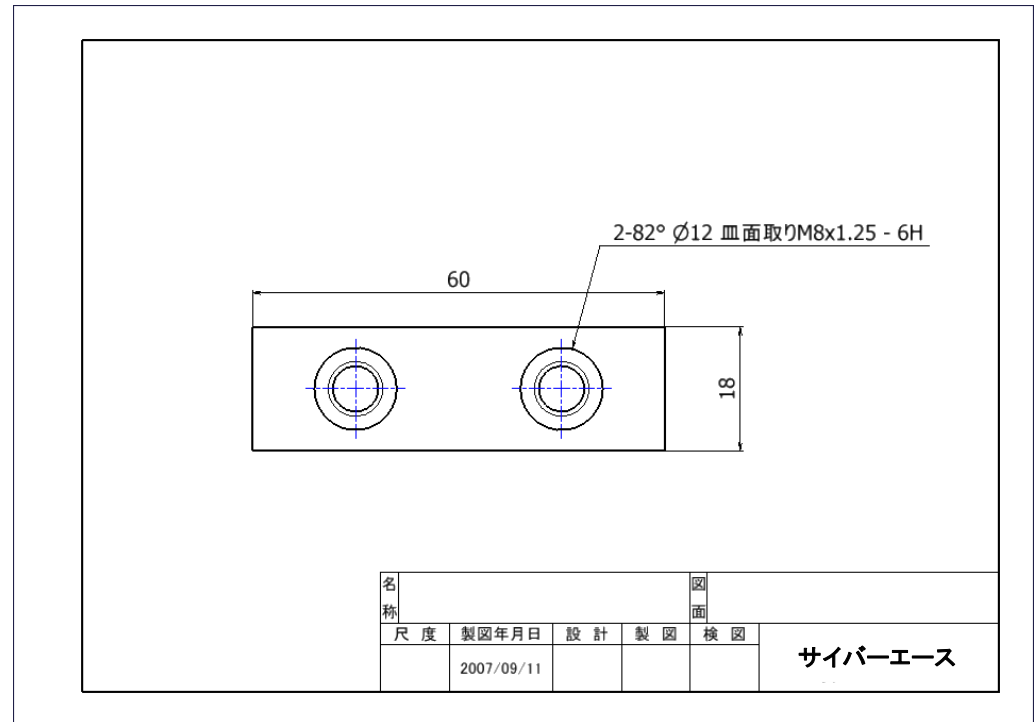 2-82° Ø12 皿面取りM8x1.25 - 6H
60
18
名称
図面
尺度 製図年月日 設計 製図 検図
2007/09/11
サイバーエース